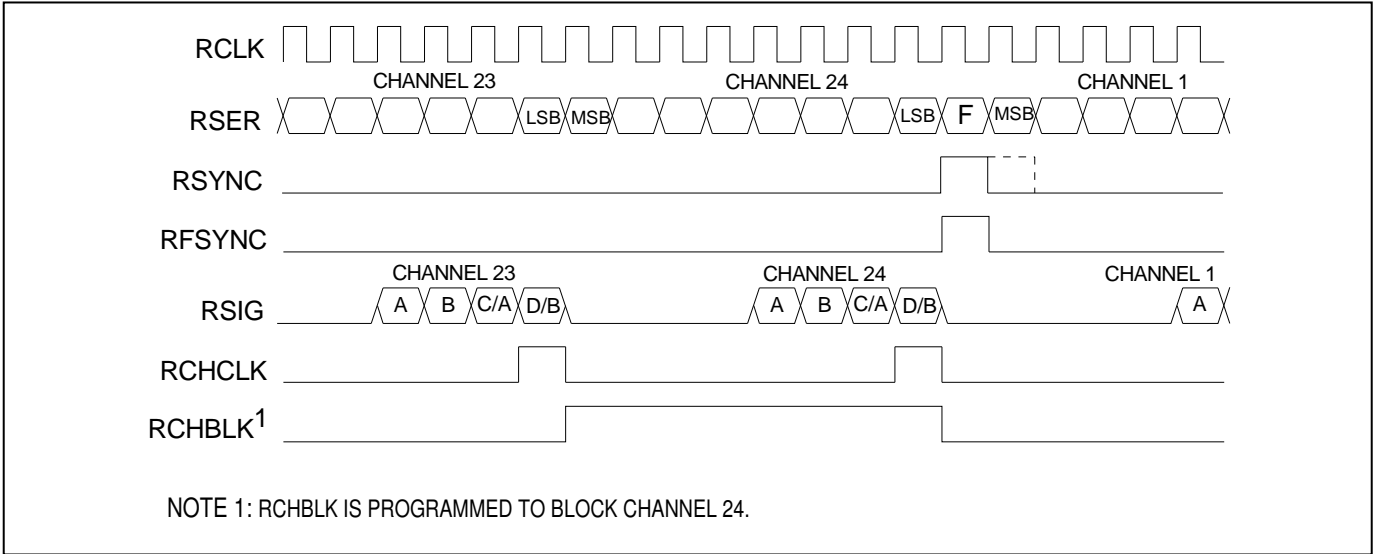 RCLK
CHANNEL 23 CHANNEL 24 CHANNEL 1
RSER LSB MSB LSB F MSB
RSYNC
RFSYNC
CHANNEL 23 CHANNEL 24 CHANNEL 1
RSIG A B C/A D/B A B C/A D/B A
RCHCLK
RCHBLK1
NOTE 1: RCHBLK IS PROGRAMMED TO BLOCK CHANNEL 24.